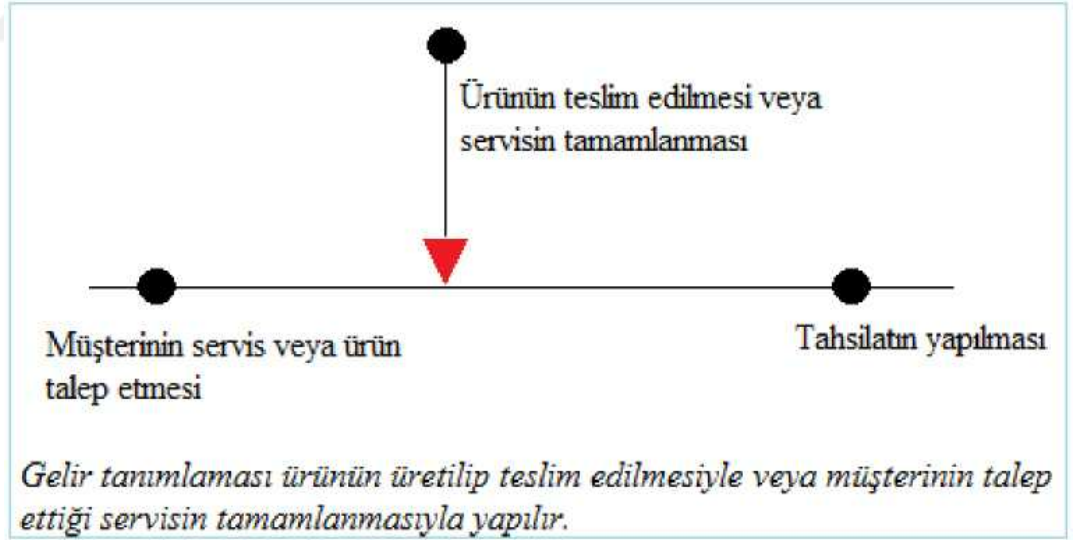 Ürünün teslim edilmesi veya
servisin tamamlanması
Müşterinin servis veya ürün
talep etmesi
Tahsilatın yapılması
Gelir tanımlaması ürünün üretilip teslim edilmesiyle veya müşterinin talep
ettiği servisin tamamlanmasıyla yapılır.